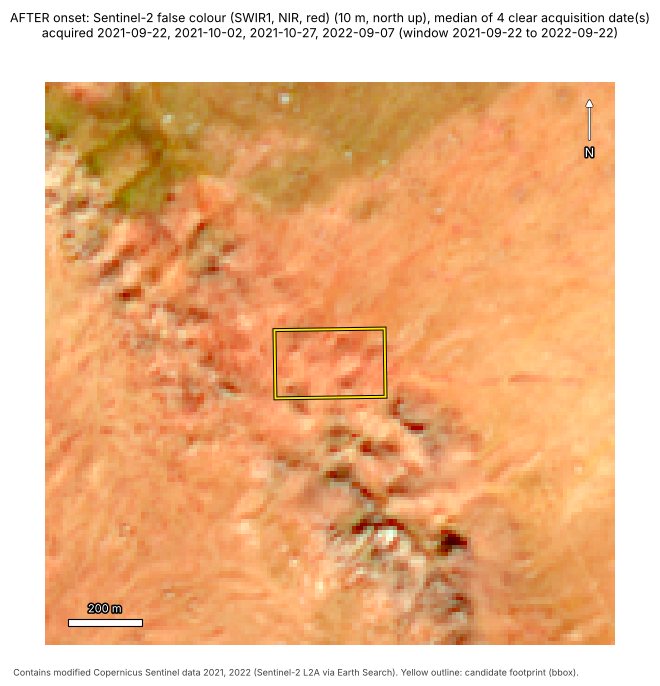 AFTER onset: Sentinel-2 false colour (SWIR1, NIR, red) (10 m, north up), median of 4 clear acquisition date(s)
acquired 2021-09-22, 2021-10-02, 2021-10-27, 2022-09-07 (window 2021-09-22 to 2022-09-22)
N
200 m
Contains modified Copernicus Sentinel data 2021, 2022 (Sentinel-2 L2A via Earth Search). Yellow outline: candidate footprint (bbox).